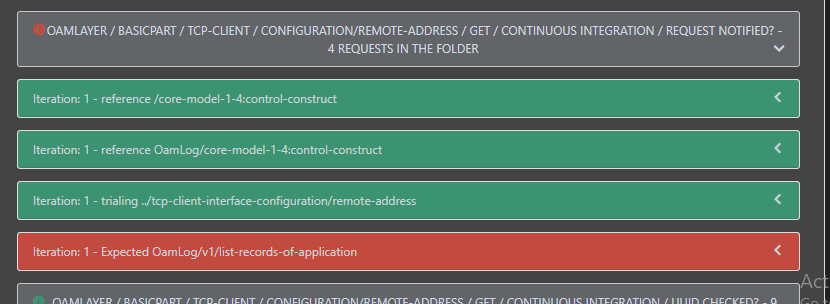 OAMLAYER / BASICPART / TCP-CLIENT / CONFIGURATION/REMOTE-ADDRESS / GET / CONTINUOUS INTEGRATION / REQUEST NOTIFIED? -
4 REQUESTS IN THE FOLDER
Iteration: 1 - reference /core-model-1-4:control-construct
Iteration: 1 - reference OamLog/core-model-1-4:control-construct
Iteration: 1 - trialing ../tcp-client-interface-configuration/remote-address
Iteration: 1 - Expected OamLog/v1/list-records-of-application
Act
OAMLAYER / BASICPART / TCP-CLIENT / CONFIGURATION/REMOTE-ADDRESS / GET / CONTINUOUS INTEGRATION / UUID CHECKED? - 9